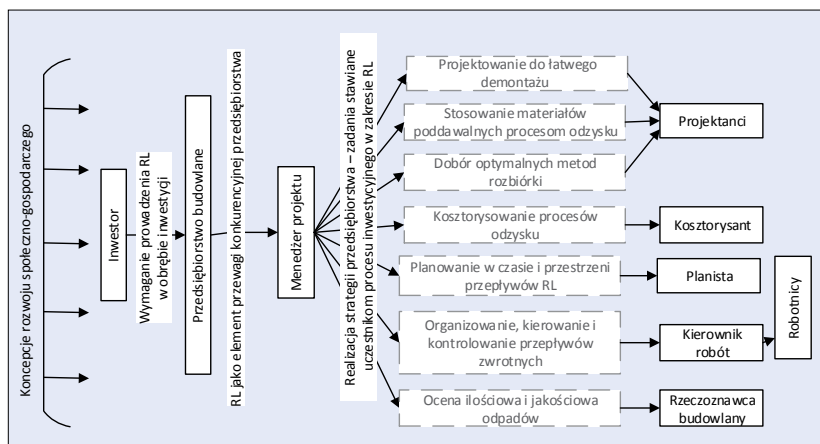 Koncepcje rozwoju społeczno-gospodarczego
Inwestor
Wymaganie prowadzenia RL
w obrębie inwestycji
Przedsiębiorstwo budowlane
RL jako element przewagi konkurencyjnej przedsiębiorstwa
Menedżer projektu
Realizacja strategii przedsiębiorstwa – zadania stawiane
uczestnikom procesu inwestycyjnego w zakresie RL
Projektowanie do łatwego
demontażu
Stosowanie materiałów
poddawalnych procesom odzysku
Dobór optymalnych metod
rozbiórki
Projektanci
Kosztorysowanie procesów
odzysku
Kosztorysant
Planowanie w czasie i przestrzeni
przepływów RL
Planista
Organizowanie, kierowanie i
kontrolowanie przepływów
zwrotnych
Kierownik
robót
Robotnicy
Ocena ilościowa i jakościowa
odpadów
Rzeczoznawca
budowlany